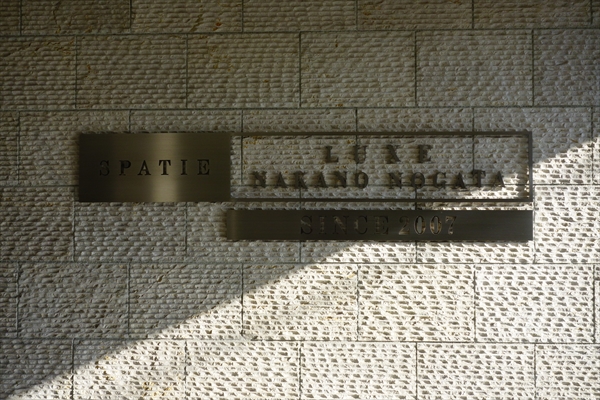 SPATIE
LUXE
NAKANO NOGATA
SINCE 2007